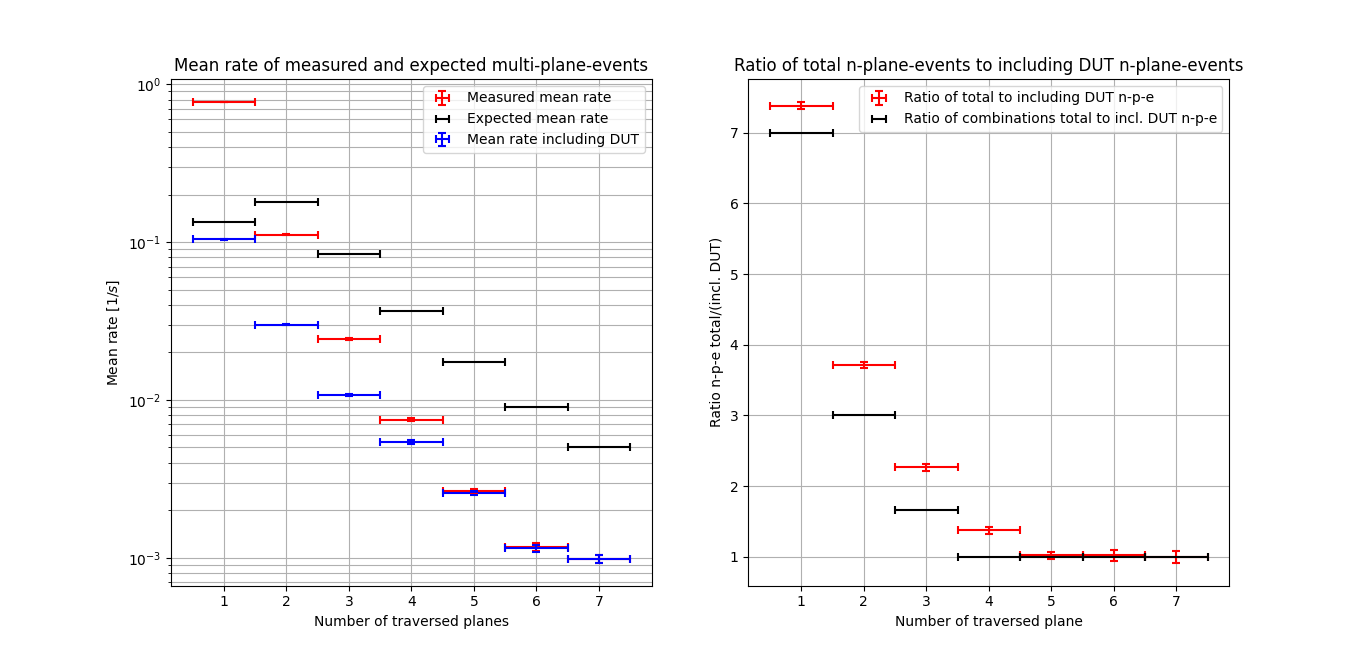 Mean rate of measured and expected multi-plane-events
Measured mean rate
Expected mean rate
Mean rate including DUT
10^0
10^-1
10^-2
10^-3
Mean rate [1/s]
1 2 3 4 5 6 7
Number of traversed planes
Ratio of total n-plane-events to including DUT n-plane-events
Ratio of total to including DUT n-p-e
Ratio of combinations total to incl. DUT n-p-e
7
6
5
4
3
2
1
Ratio n-p-e total/(incl. DUT)
1 2 3 4 5 6 7
Number of traversed plane